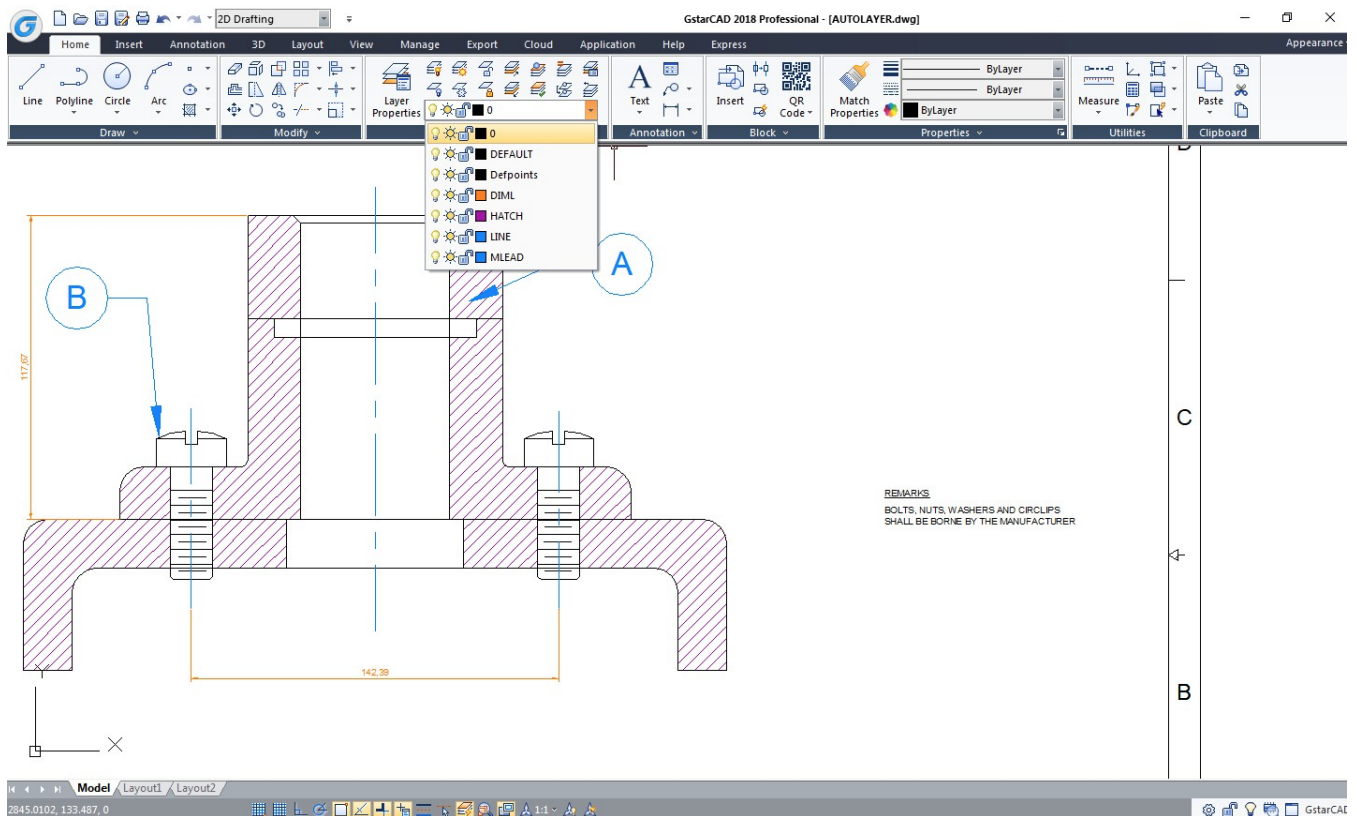 2D Drafting
GstarCAD 2018 Professional - [AUTOLAYER.dwg]
Home Insert Annotation 3D Layout View Manage Export Cloud Application Help Express Appearance
Line Polyline Circle Arc
Layer Properties
0
Text
Insert
QR Code
Match Properties
ByLayer
ByLayer
ByLayer
Measure
Paste
Draw Modify Annotation Block Properties Utilities Clipboard
0
DEFAULT
Defpoints
DIML
HATCH
LINE
MLEAD
A
B
117,67
C
REMARKS
BOLTS, NUTS, WASHERS AND CIRCLIPS
SHALL BE BORNE BY THE MANUFACTURER
142,39
B
Y
X
Model Layout1 Layout2
2845.0102, 133.487, 0
1:1
GstarCAD